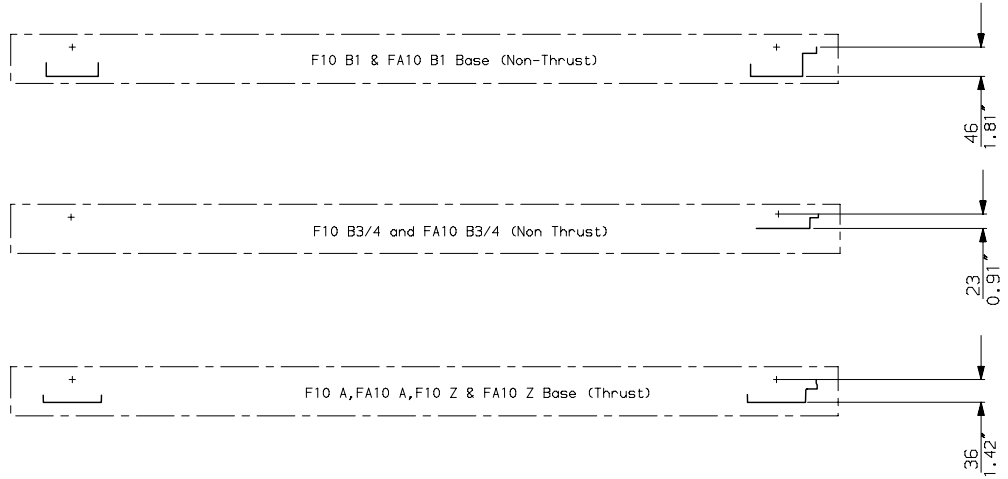 F10 B1 & FA10 B1 Base (Non-Thrust)
46
1.81"
F10 B3/4 and FA10 B3/4 (Non Thrust)
23
0.91"
F10 A,FA10 A,F10 Z & FA10 Z Base (Thrust)
36
1.42"